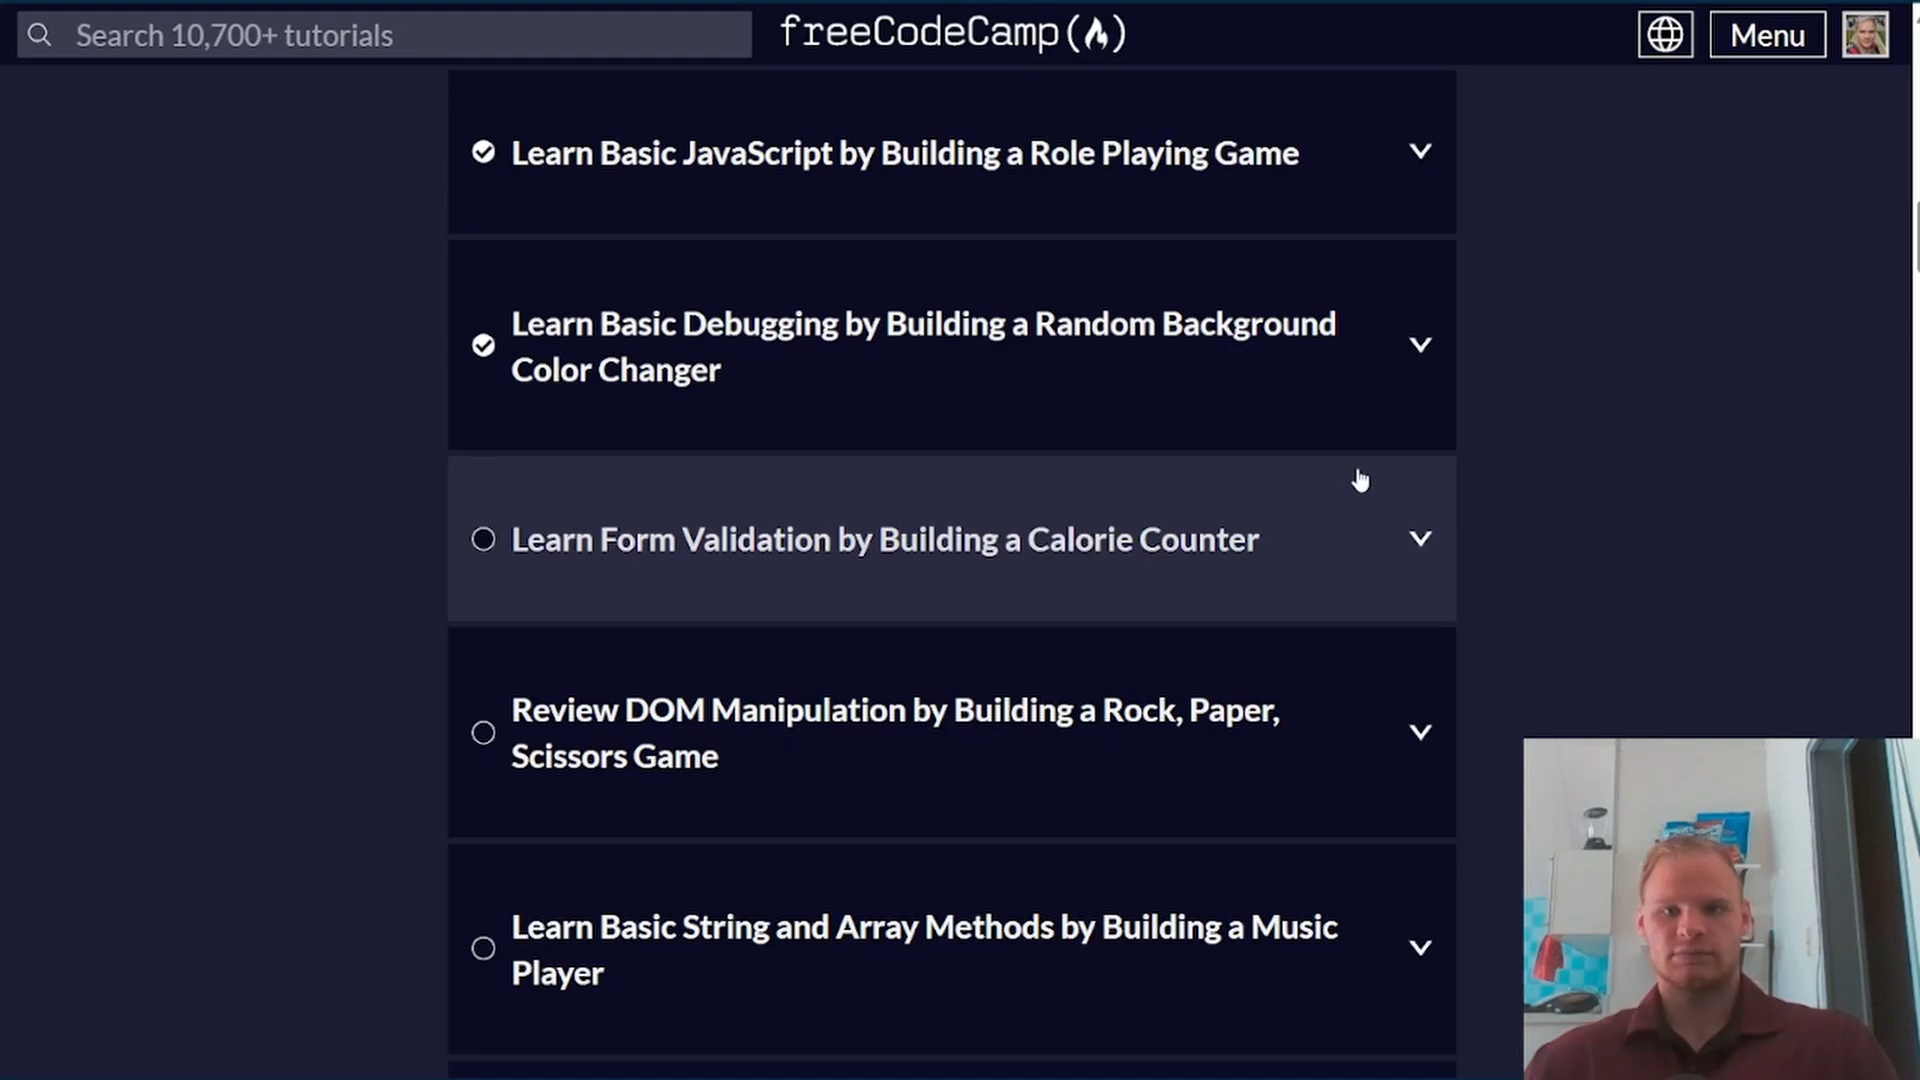 Search 10,700+ tutorials
freeCodeCamp(🔥)
Menu
Learn Basic JavaScript by Building a Role Playing Game
Learn Basic Debugging by Building a Random Background
Color Changer
Learn Form Validation by Building a Calorie Counter
Review DOM Manipulation by Building a Rock, Paper,
Scissors Game
Learn Basic String and Array Methods by Building a Music
Player